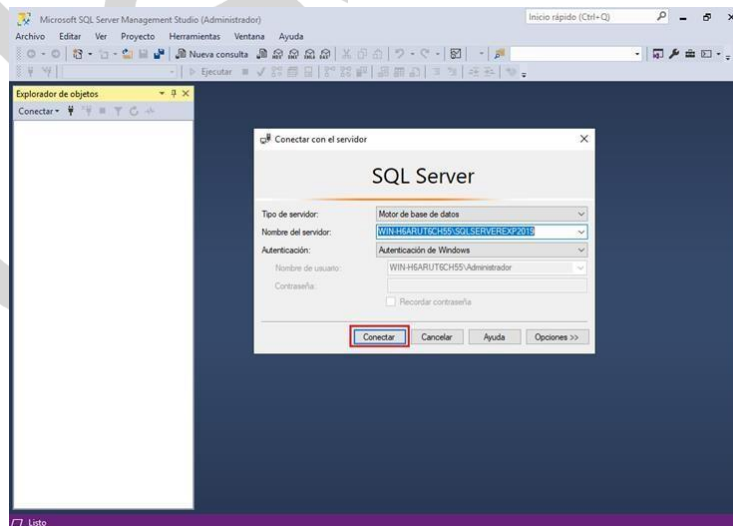 Microsoft SQL Server Management Studio (Administrador)
Inicio rápido (Ctrl+Q)
Archivo Editar Ver Proyecto Herramientas Ventana Ayuda
Nueva consulta
Ejecutar
Explorador de objetos
Conectar
Conectar con el servidor
SQL Server
Tipo de servidor: Motor de base de datos
Nombre del servidor: WIN-H6ARUT6CH55\SQLSERVEREXP2019
Autenticación: Autenticación de Windows
Nombre de usuario: WIN-H6ARUT6CH55\Administrador
Contraseña:
Recordar contraseña
Conectar Cancelar Ayuda Opciones >>
Listo